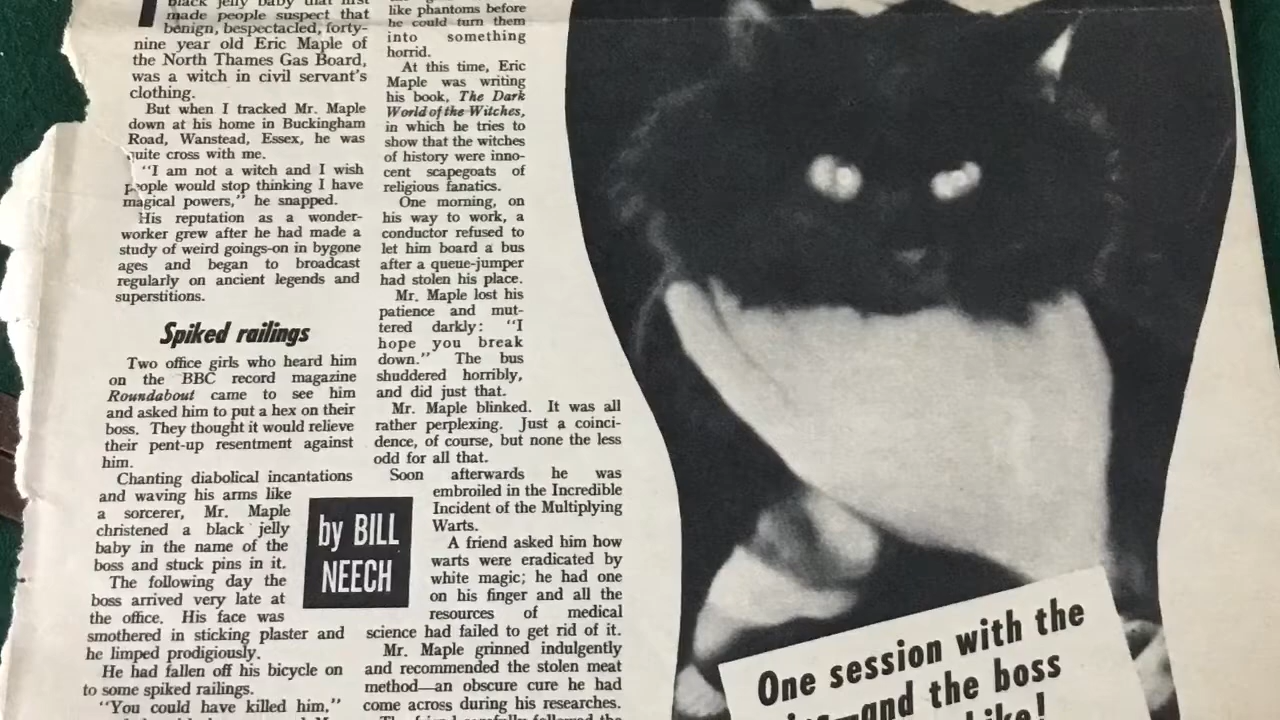 black jelly baby that first
made people suspect that
benign, bespectacled, forty-
nine year old Eric Maple of
the North Thames Gas Board,
was a witch in civil servant's
clothing.
But when I tracked Mr. Maple
down at his home in Buckingham
Road, Wanstead, Essex, he was
quite cross with me.
"I am not a witch and I wish
people would stop thinking I have
magical powers," he snapped.
His reputation as a wonder-
worker grew after he had made a
study of weird goings-on in bygone
ages and began to broadcast
regularly on ancient legends and
superstitions.
Spiked railings
Two office girls who heard him
on the BBC record magazine
Roundabout came to see him
and asked him to put a hex on their
boss. They thought it would relieve
their pent-up resentment against
him.
Chanting diabolical incantations
and waving his arms like
a sorcerer, Mr. Maple
christened a black jelly
baby in the name of the
boss and stuck pins in it.
The following day the
boss arrived very late at
the office. His face was
smothered in sticking plaster and
he limped prodigiously.
He had fallen off his bicycle on
to some spiked railings.
"You could have killed him,"
by BILL
NEECH
like phantoms before
he could turn them
into something
horrid.
At this time, Eric
Maple was writing
his book, The Dark
World of the Witches,
in which he tries to
show that the witches
of history were inno-
cent scapegoats of
religious fanatics.
One morning, on
his way to work, a
conductor refused to
let him board a bus
after a queue-jumper
had stolen his place.
Mr. Maple lost his
patience and mut-
tered darkly: "I
hope you break
down." The bus
shuddered horribly,
and did just that.
Mr. Maple blinked. It was all
rather perplexing. Just a coinci-
dence, of course, but none the less
odd for all that.
Soon afterwards he was
embroiled in the Incredible
Incident of the Multiplying
Warts.
A friend asked him how
warts were eradicated by
white magic; he had one
on his finger and all the
resources of medical
science had failed to get rid of it.
Mr. Maple grinned indulgently
and recommended the stolen meat
method—an obscure cure he had
come across during his researches.
One session with the
—and the boss